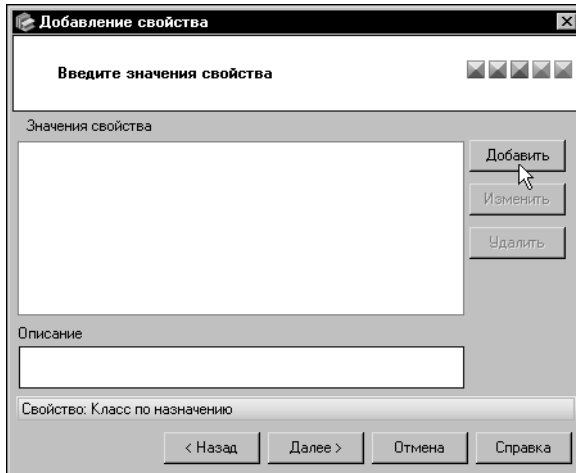 Добавление свойства
Введите значения свойства
Значения свойства
Добавить
Изменить
Удалить
Описание
Свойство: Класс по назначению
< Назад
Далее >
Отмена
Справка